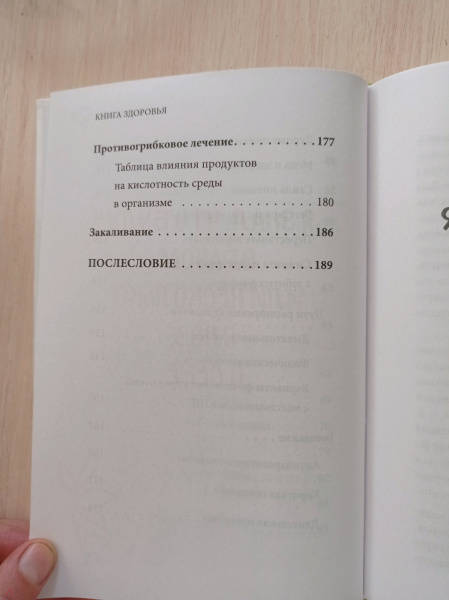 КНИГА ЗДОРОВЬЯ
Противогрибковое лечение. . . . . . . . . . . 177
Таблица влияния продуктов
на кислотность среды
в организме . . . . . . . . . . . . . . . . . . 180
Закаливание . . . . . . . . . . . . . . . . . . . . . . 186
ПОСЛЕСЛОВИЕ . . . . . . . . . . . . . . . . . . . 189
Я